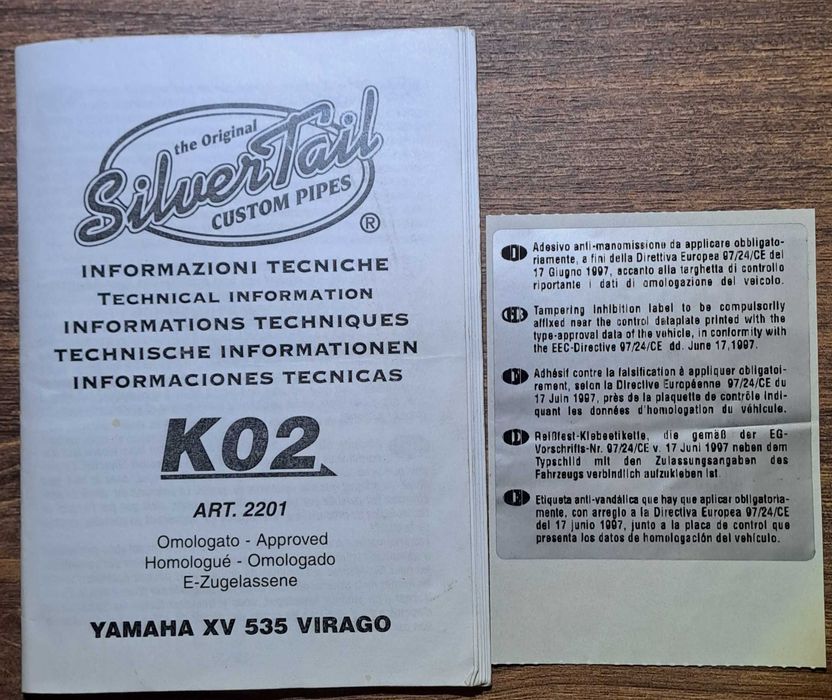 the Original
SilverTail
CUSTOM PIPES
®
INFORMAZIONI TECNICHE
TECHNICAL INFORMATION
INFORMATIONS TECHNIQUES
TECHNISCHE INFORMATIONEN
INFORMACIONES TECNICAS
K02
ART. 2201
Omologato - Approved
Homologué - Omologado
E-Zugelassene
YAMAHA XV 535 VIRAGO
Adesivo anti-manomissione da applicare obbligato-
riamente, a fini della Direttiva Europea 97/24/CE del
17 Giugno 1997, accanto alla targhetta di controllo
riportante i dati di omologazione del veicolo.
Tampering inhibition label to be compulsorily
affixed near the control dataplate printed with the
type-approval data of the vehicle, in conformity with
the EEC-Directive 97/24/CE dd. June 17,1997.
Adhésif contre la falsification à appliquer obligatoi-
rement, selon la Directive Européenne 97/24/CE du
17 Juin 1997, près de la plaquette de contrôle indi-
quant les données d'homologation du véhicule.
Reißfest-Klebeetikette, die gemäß der EG-
Vorschrifts-Nr. 97/24/CE v. 17 Juni 1997 neben dem
Typschild mit den Zulassungsangaben des
Fahrzeugs verbindlich aufzukleben ist.
Etiqueta anti-vandálica que hay que aplicar obligatoria-
mente, con arreglo a la Directiva Europea 97/24/CE
del 17 junio 1997, junto a la placa de control que
presenta los datos de homologación del vehículo.